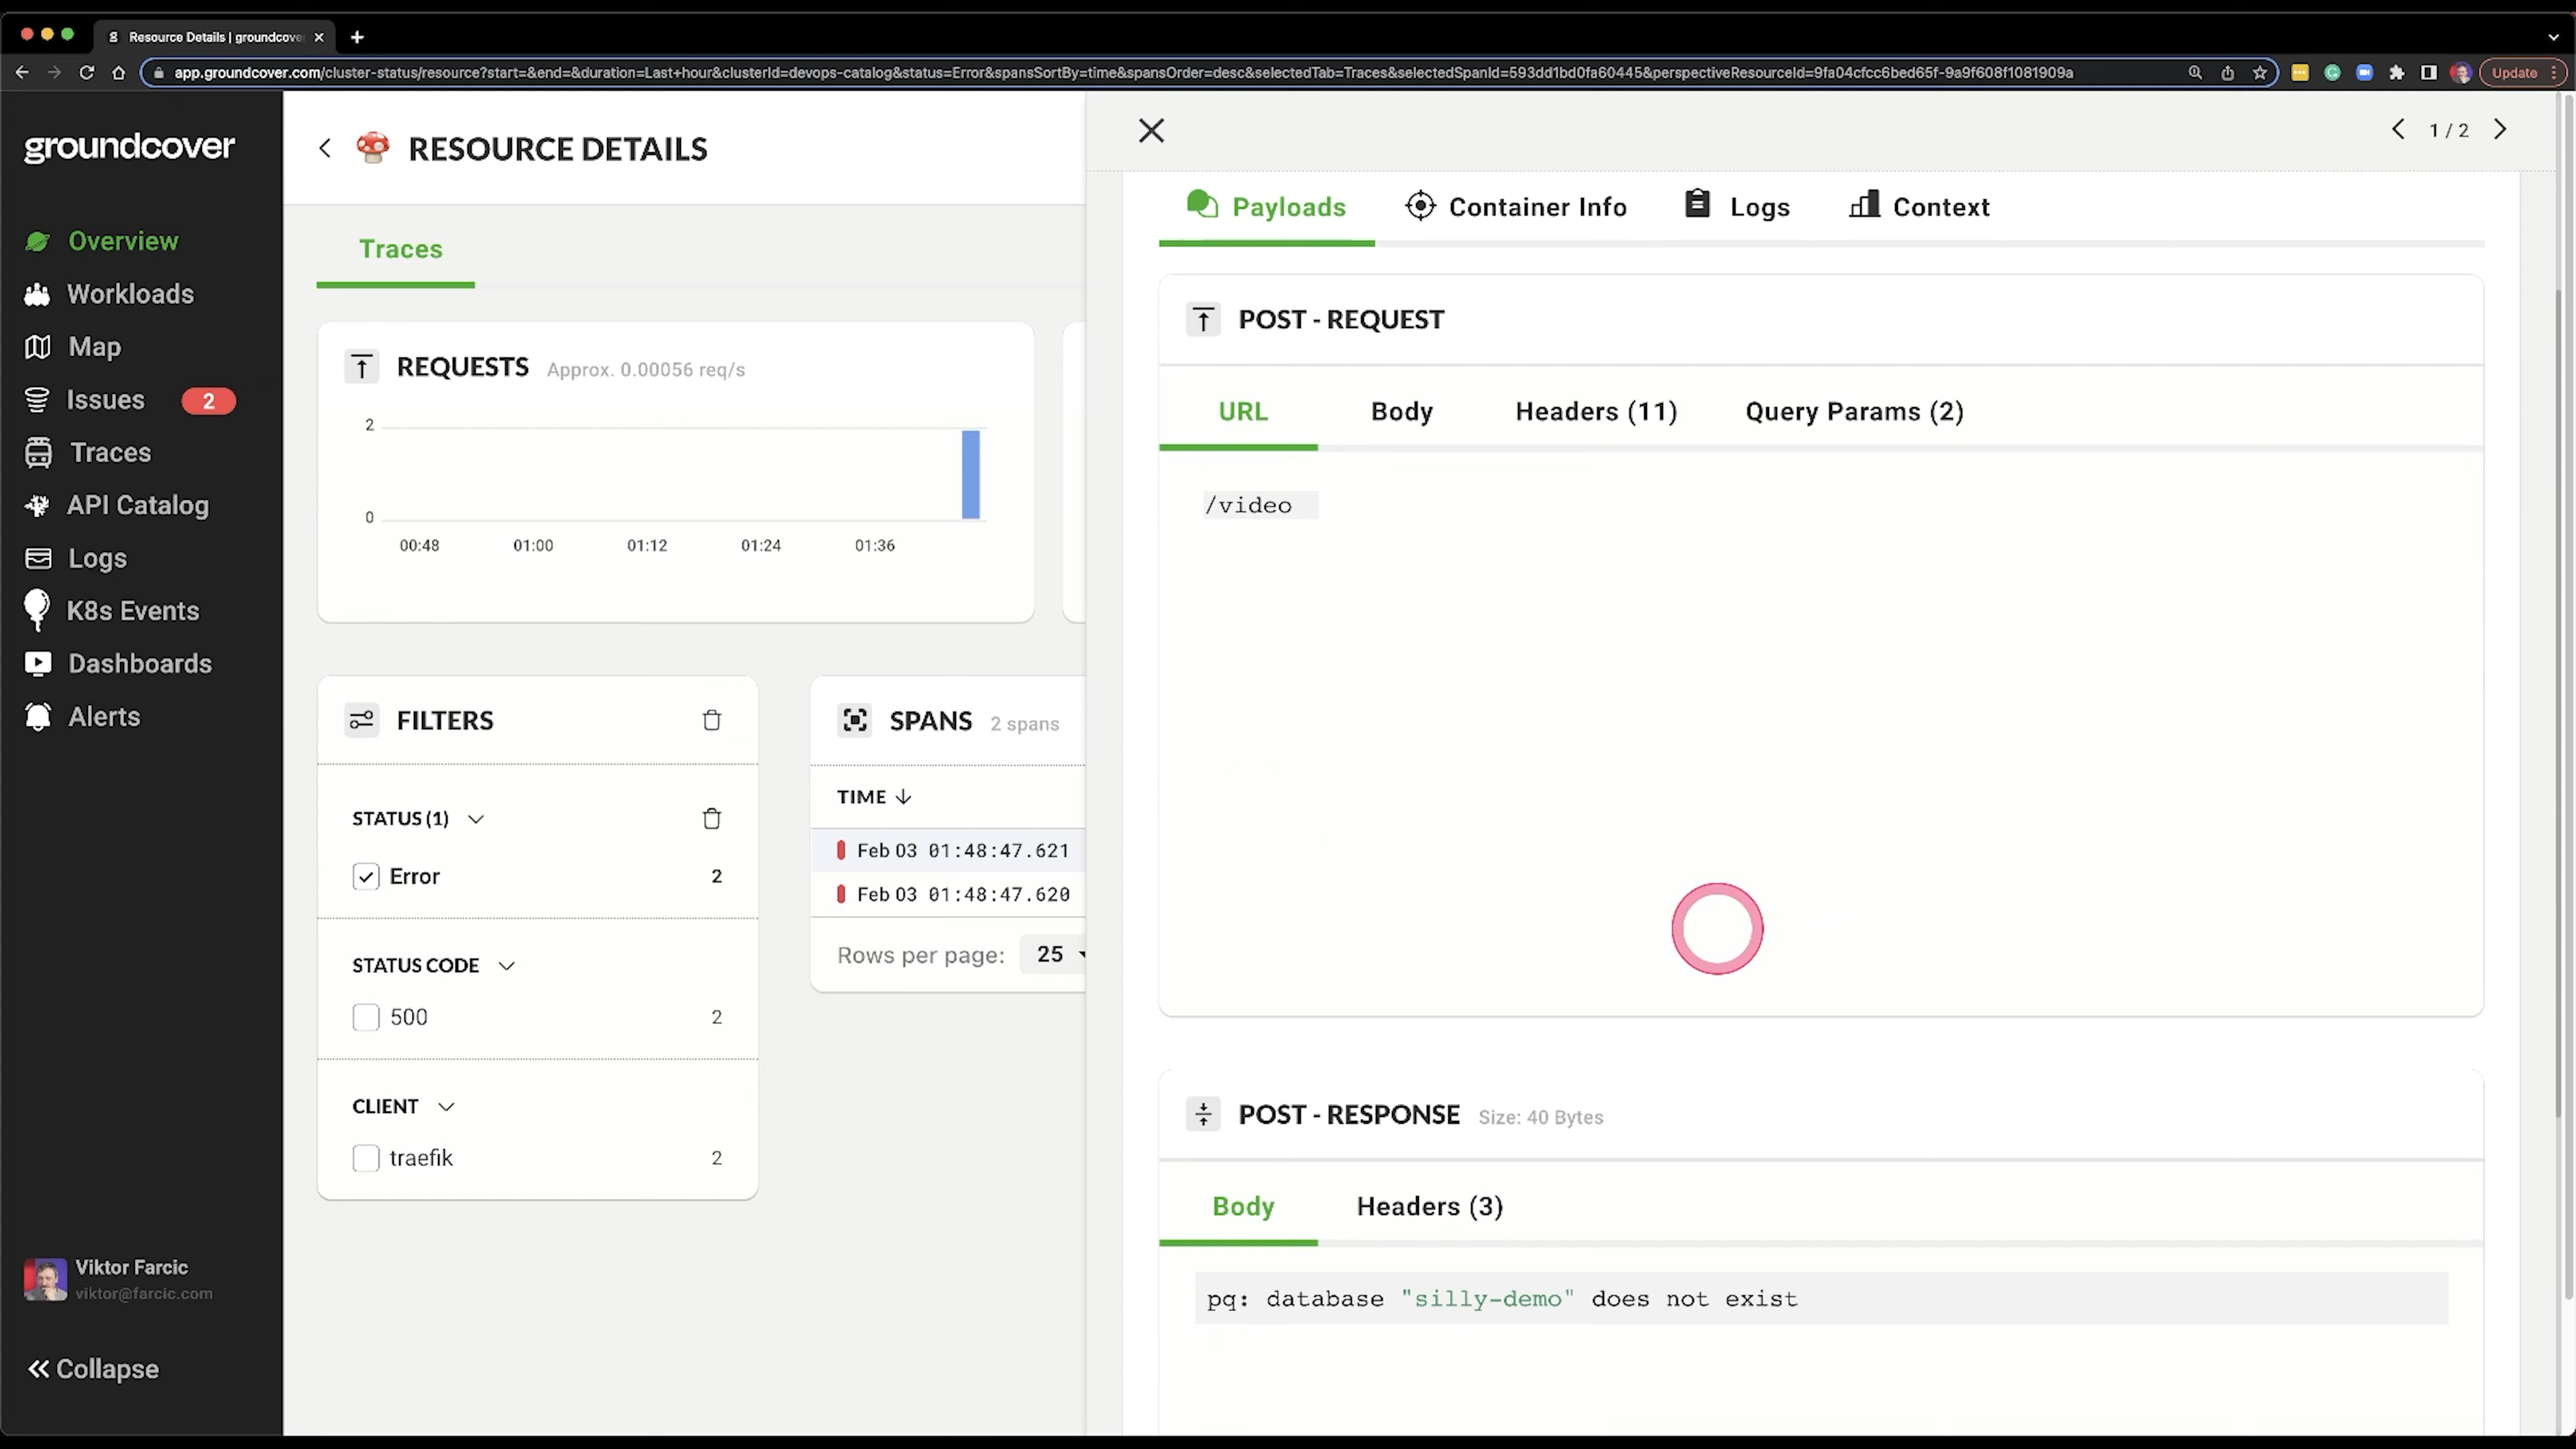 Resource Details | groundcove
app.groundcover.com/cluster-status/resource?start=&end=&duration=Last+hour&clusterId=devops-catalog&status=Error&spansSortBy=time&spansOrder=desc&selectedTab=Traces&selectedSpanId=593dd1bd0fa60445&perspectiveResourceId=9fa04cfcc6bed65f-9a9f608f1081909a
Update
groundcover
Overview
Workloads
Map
Issues 2
Traces
API Catalog
Logs
K8s Events
Dashboards
Alerts
Viktor Farcic
viktor@farcic.com
Collapse
RESOURCE DETAILS
Traces
REQUESTS Approx. 0.00056 req/s
2
0
00:48 01:00 01:12 01:24 01:36
FILTERS
STATUS (1)
Error 2
STATUS CODE
500 2
CLIENT
traefik 2
SPANS 2 spans
TIME
Feb 03 01:48:47.621
Feb 03 01:48:47.620
Rows per page: 25
1 / 2
Payloads Container Info Logs Context
POST - REQUEST
URL Body Headers (11) Query Params (2)
/video
POST - RESPONSE Size: 40 Bytes
Body Headers (3)
pq: database "silly-demo" does not exist